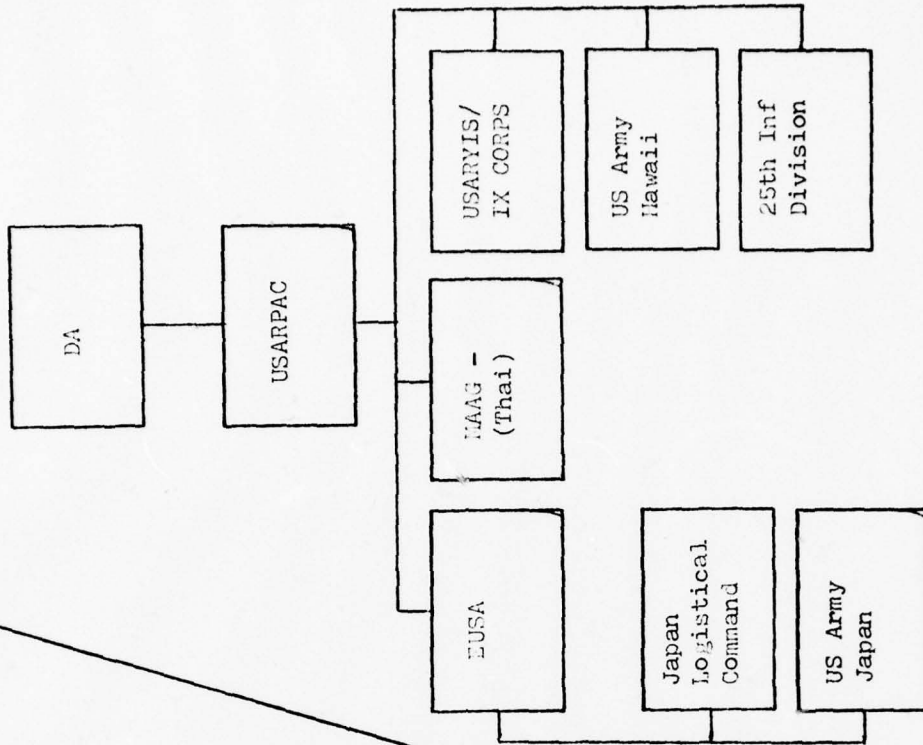 DA
USARPAC
EUSA
MAAG -
(Thai)
USARYIS/
IX CORPS
Japan
Logistical
Command
US Army
Hawaii
US Army
Japan
25th Inf
Division